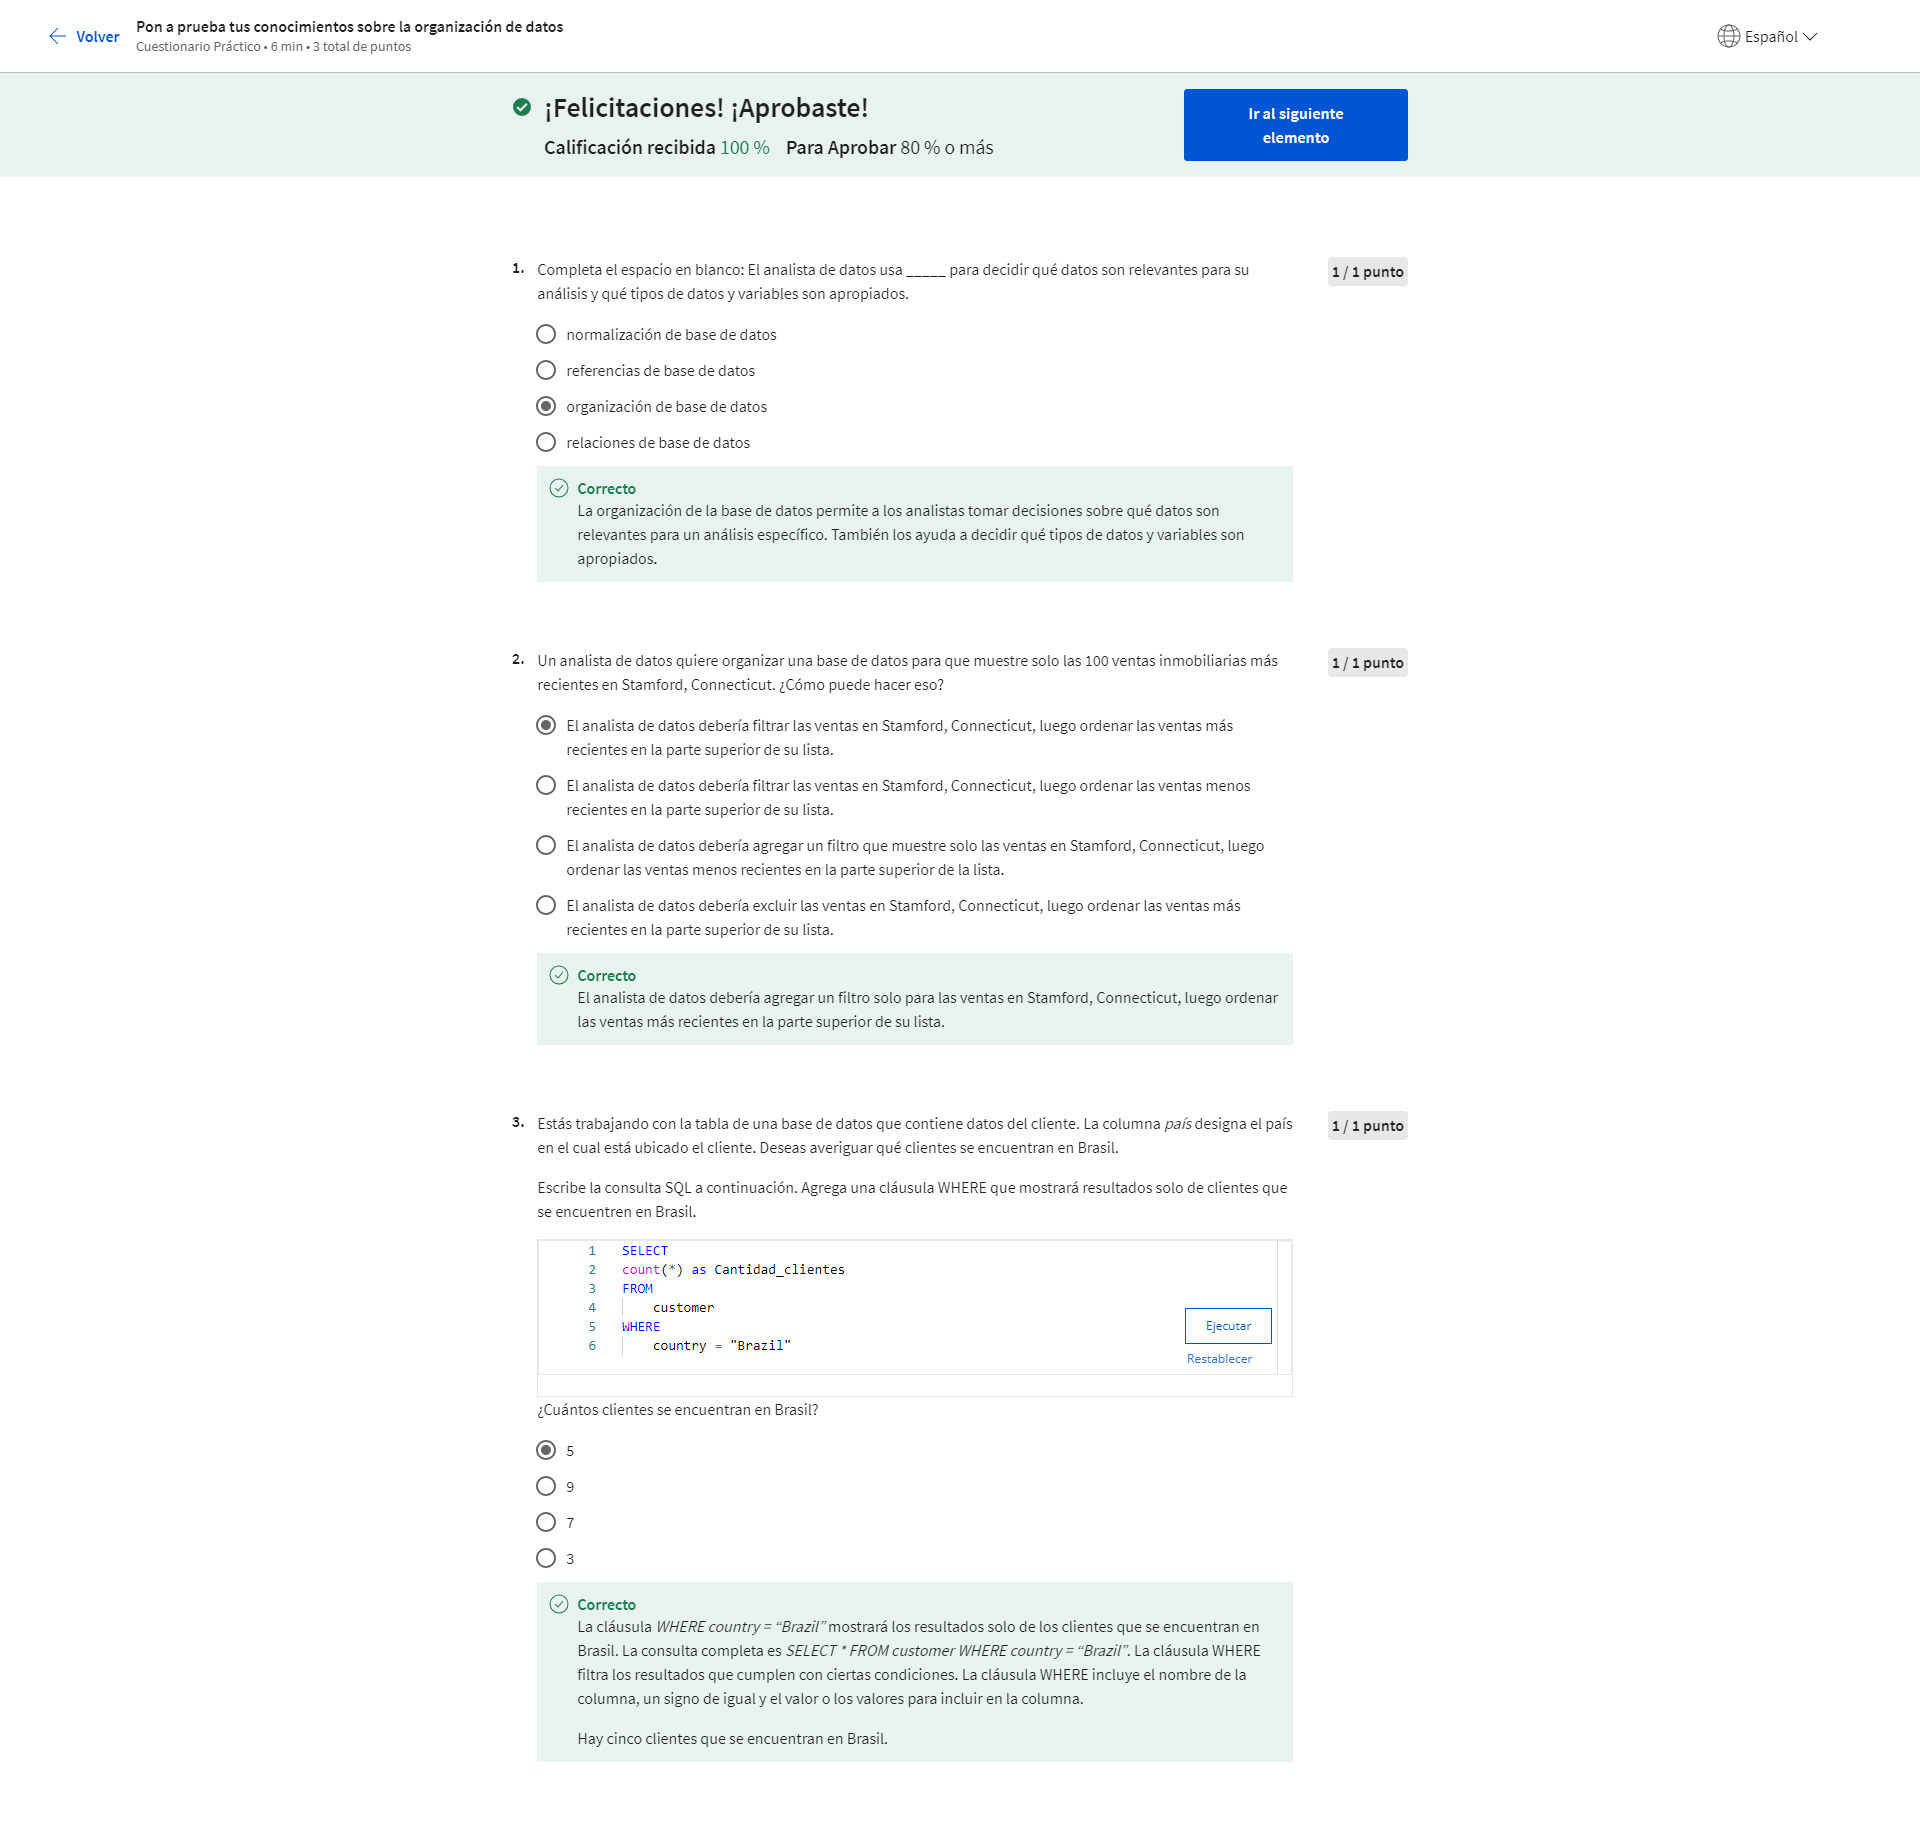 Volver
Pon a prueba tus conocimientos sobre la organización de datos
Cuestionario Práctico • 6 min • 3 total de puntos
Español
¡Felicitaciones! ¡Aprobaste!
Calificación recibida 100 % Para Aprobar 80 % o más
Ir al siguiente
elemento
1. Completa el espacio en blanco: El analista de datos usa _____ para decidir qué datos son relevantes para su
análisis y qué tipos de datos y variables son apropiados.
1 / 1 punto
normalización de base de datos
referencias de base de datos
organización de base de datos
relaciones de base de datos
Correcto
La organización de la base de datos permite a los analistas tomar decisiones sobre qué datos son
relevantes para un análisis específico. También los ayuda a decidir qué tipos de datos y variables son
apropiados.
2. Un analista de datos quiere organizar una base de datos para que muestre solo las 100 ventas inmobiliarias más
recientes en Stamford, Connecticut. ¿Cómo puede hacer eso?
1 / 1 punto
El analista de datos debería filtrar las ventas en Stamford, Connecticut, luego ordenar las ventas más
recientes en la parte superior de su lista.
El analista de datos debería filtrar las ventas en Stamford, Connecticut, luego ordenar las ventas menos
recientes en la parte superior de su lista.
El analista de datos debería agregar un filtro que muestre solo las ventas en Stamford, Connecticut, luego
ordenar las ventas menos recientes en la parte superior de la lista.
El analista de datos debería excluir las ventas en Stamford, Connecticut, luego ordenar las ventas más
recientes en la parte superior de su lista.
Correcto
El analista de datos debería agregar un filtro solo para las ventas en Stamford, Connecticut, luego ordenar
las ventas más recientes en la parte superior de su lista.
3. Estás trabajando con la tabla de una base de datos que contiene datos del cliente. La columna país designa el país
en el cual está ubicado el cliente. Deseas averiguar qué clientes se encuentran en Brasil.
1 / 1 punto
Escribe la consulta SQL a continuación. Agrega una cláusula WHERE que mostrará resultados solo de clientes que
se encuentren en Brasil.
1 SELECT
2 count(*) as Cantidad_clientes
3 FROM
4 customer
5 WHERE
6 country = "Brazil"
Ejecutar
Restablecer
¿Cuántos clientes se encuentran en Brasil?
5
9
7
3
Correcto
La cláusula WHERE country = “Brazil” mostrará los resultados solo de los clientes que se encuentran en
Brasil. La consulta completa es SELECT * FROM customer WHERE country = “Brazil”. La cláusula WHERE
filtra los resultados que cumplen con ciertas condiciones. La cláusula WHERE incluye el nombre de la
columna, un signo de igual y el valor o los valores para incluir en la columna.
Hay cinco clientes que se encuentran en Brasil.